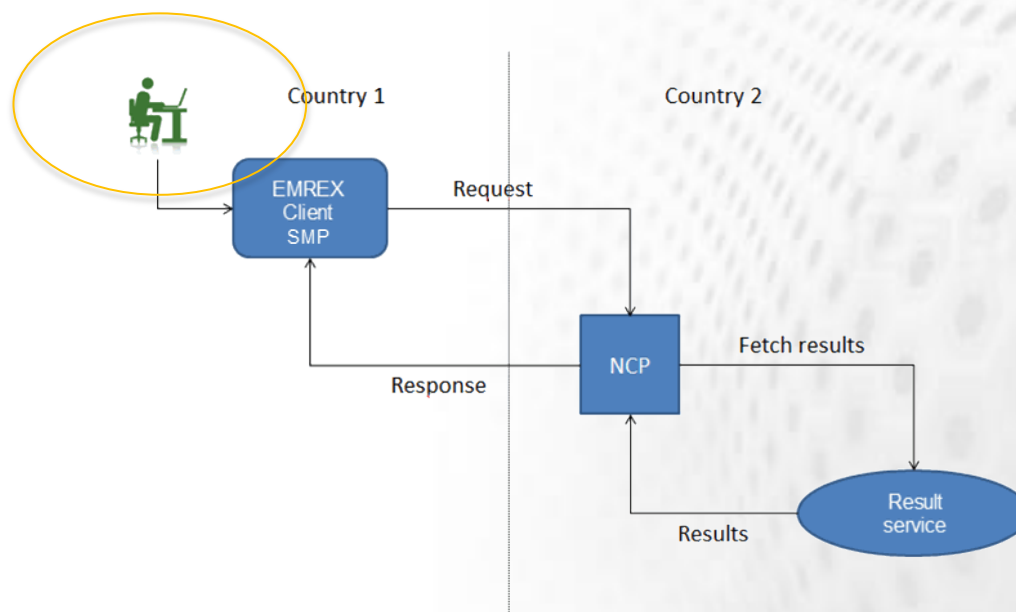 Country 1
Country 2
EMREX
Client
SMP
Request
NCP
Fetch results
Response
Result
service
Results